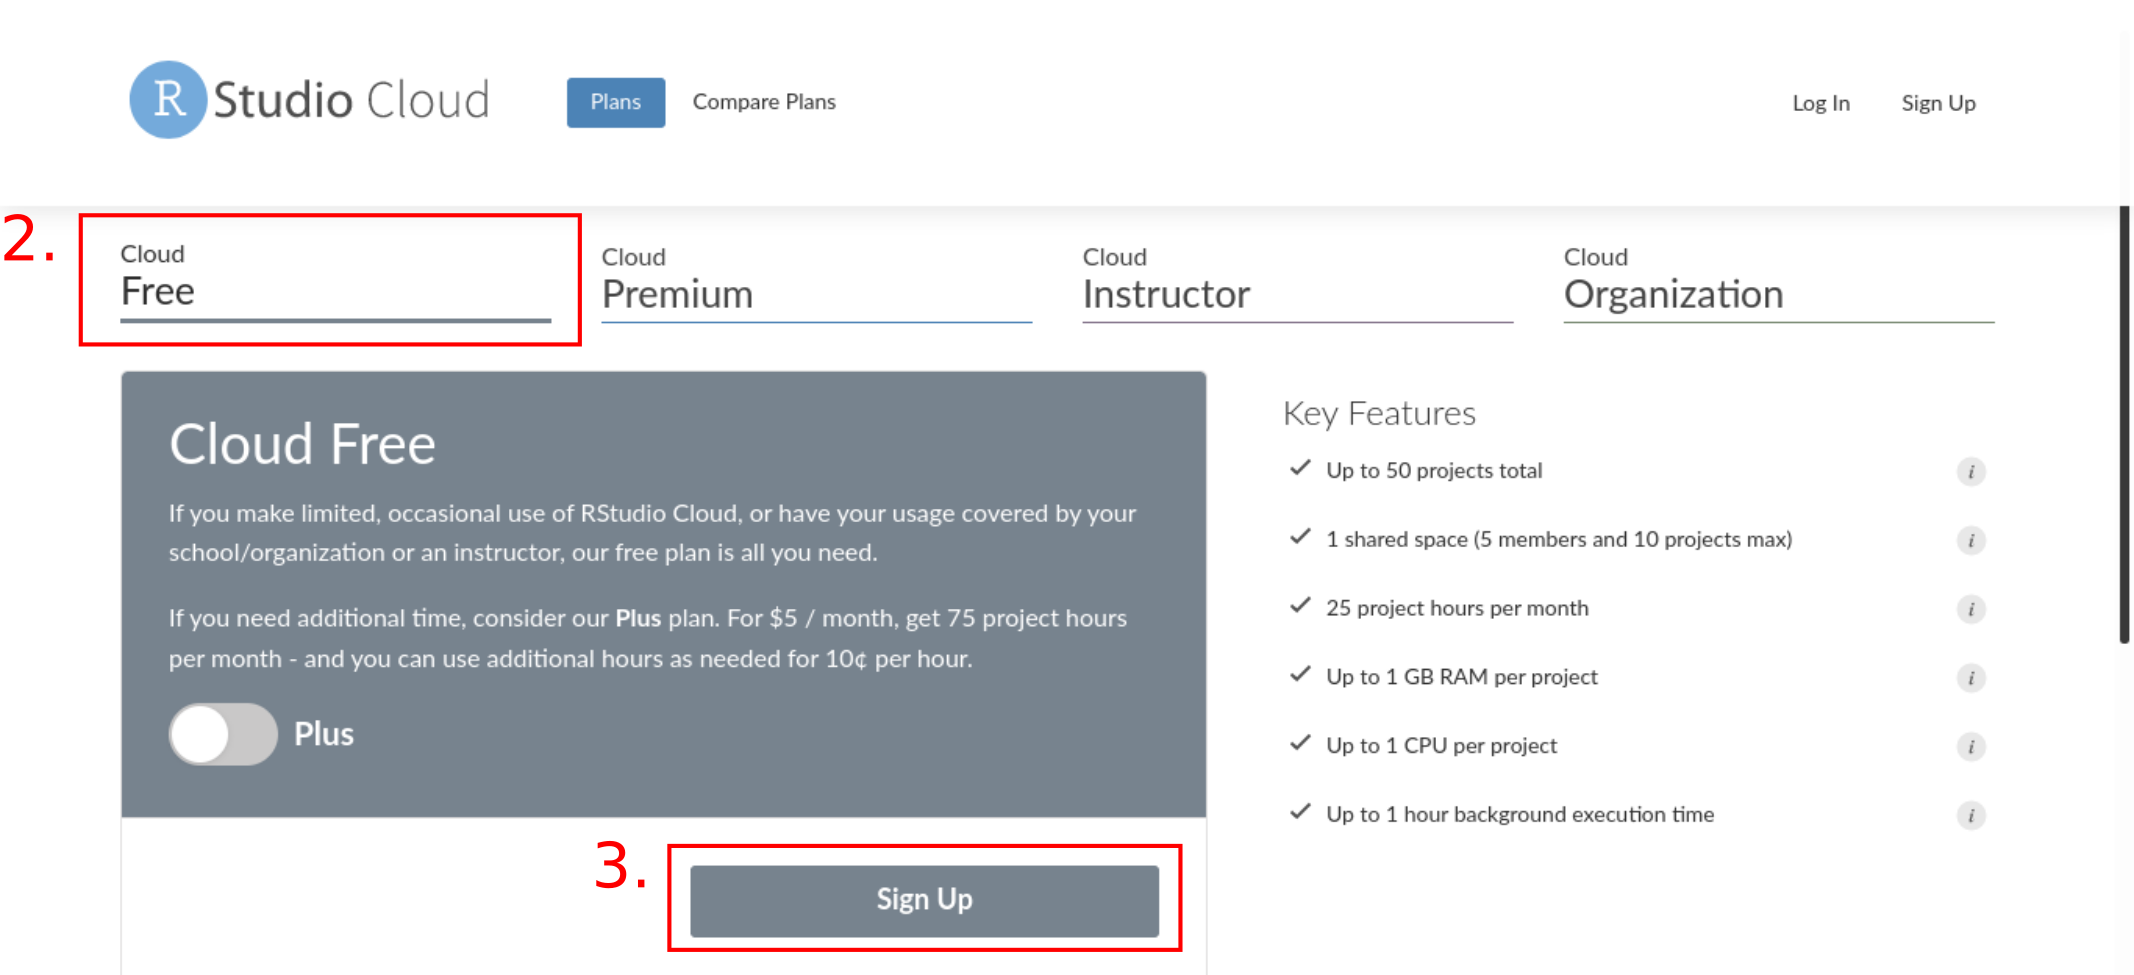 R Studio Cloud
Plans
Compare Plans
Log In
Sign Up
2.
Cloud
Free
Cloud
Premium
Cloud
Instructor
Cloud
Organization
Cloud Free
If you make limited, occasional use of RStudio Cloud, or have your usage covered by your
school/organization or an instructor, our free plan is all you need.
If you need additional time, consider our Plus plan. For $5 / month, get 75 project hours
per month - and you can use additional hours as needed for 10¢ per hour.
Plus
3.
Sign Up
Key Features
Up to 50 projects total
i
1 shared space (5 members and 10 projects max)
i
25 project hours per month
i
Up to 1 GB RAM per project
i
Up to 1 CPU per project
i
Up to 1 hour background execution time
i